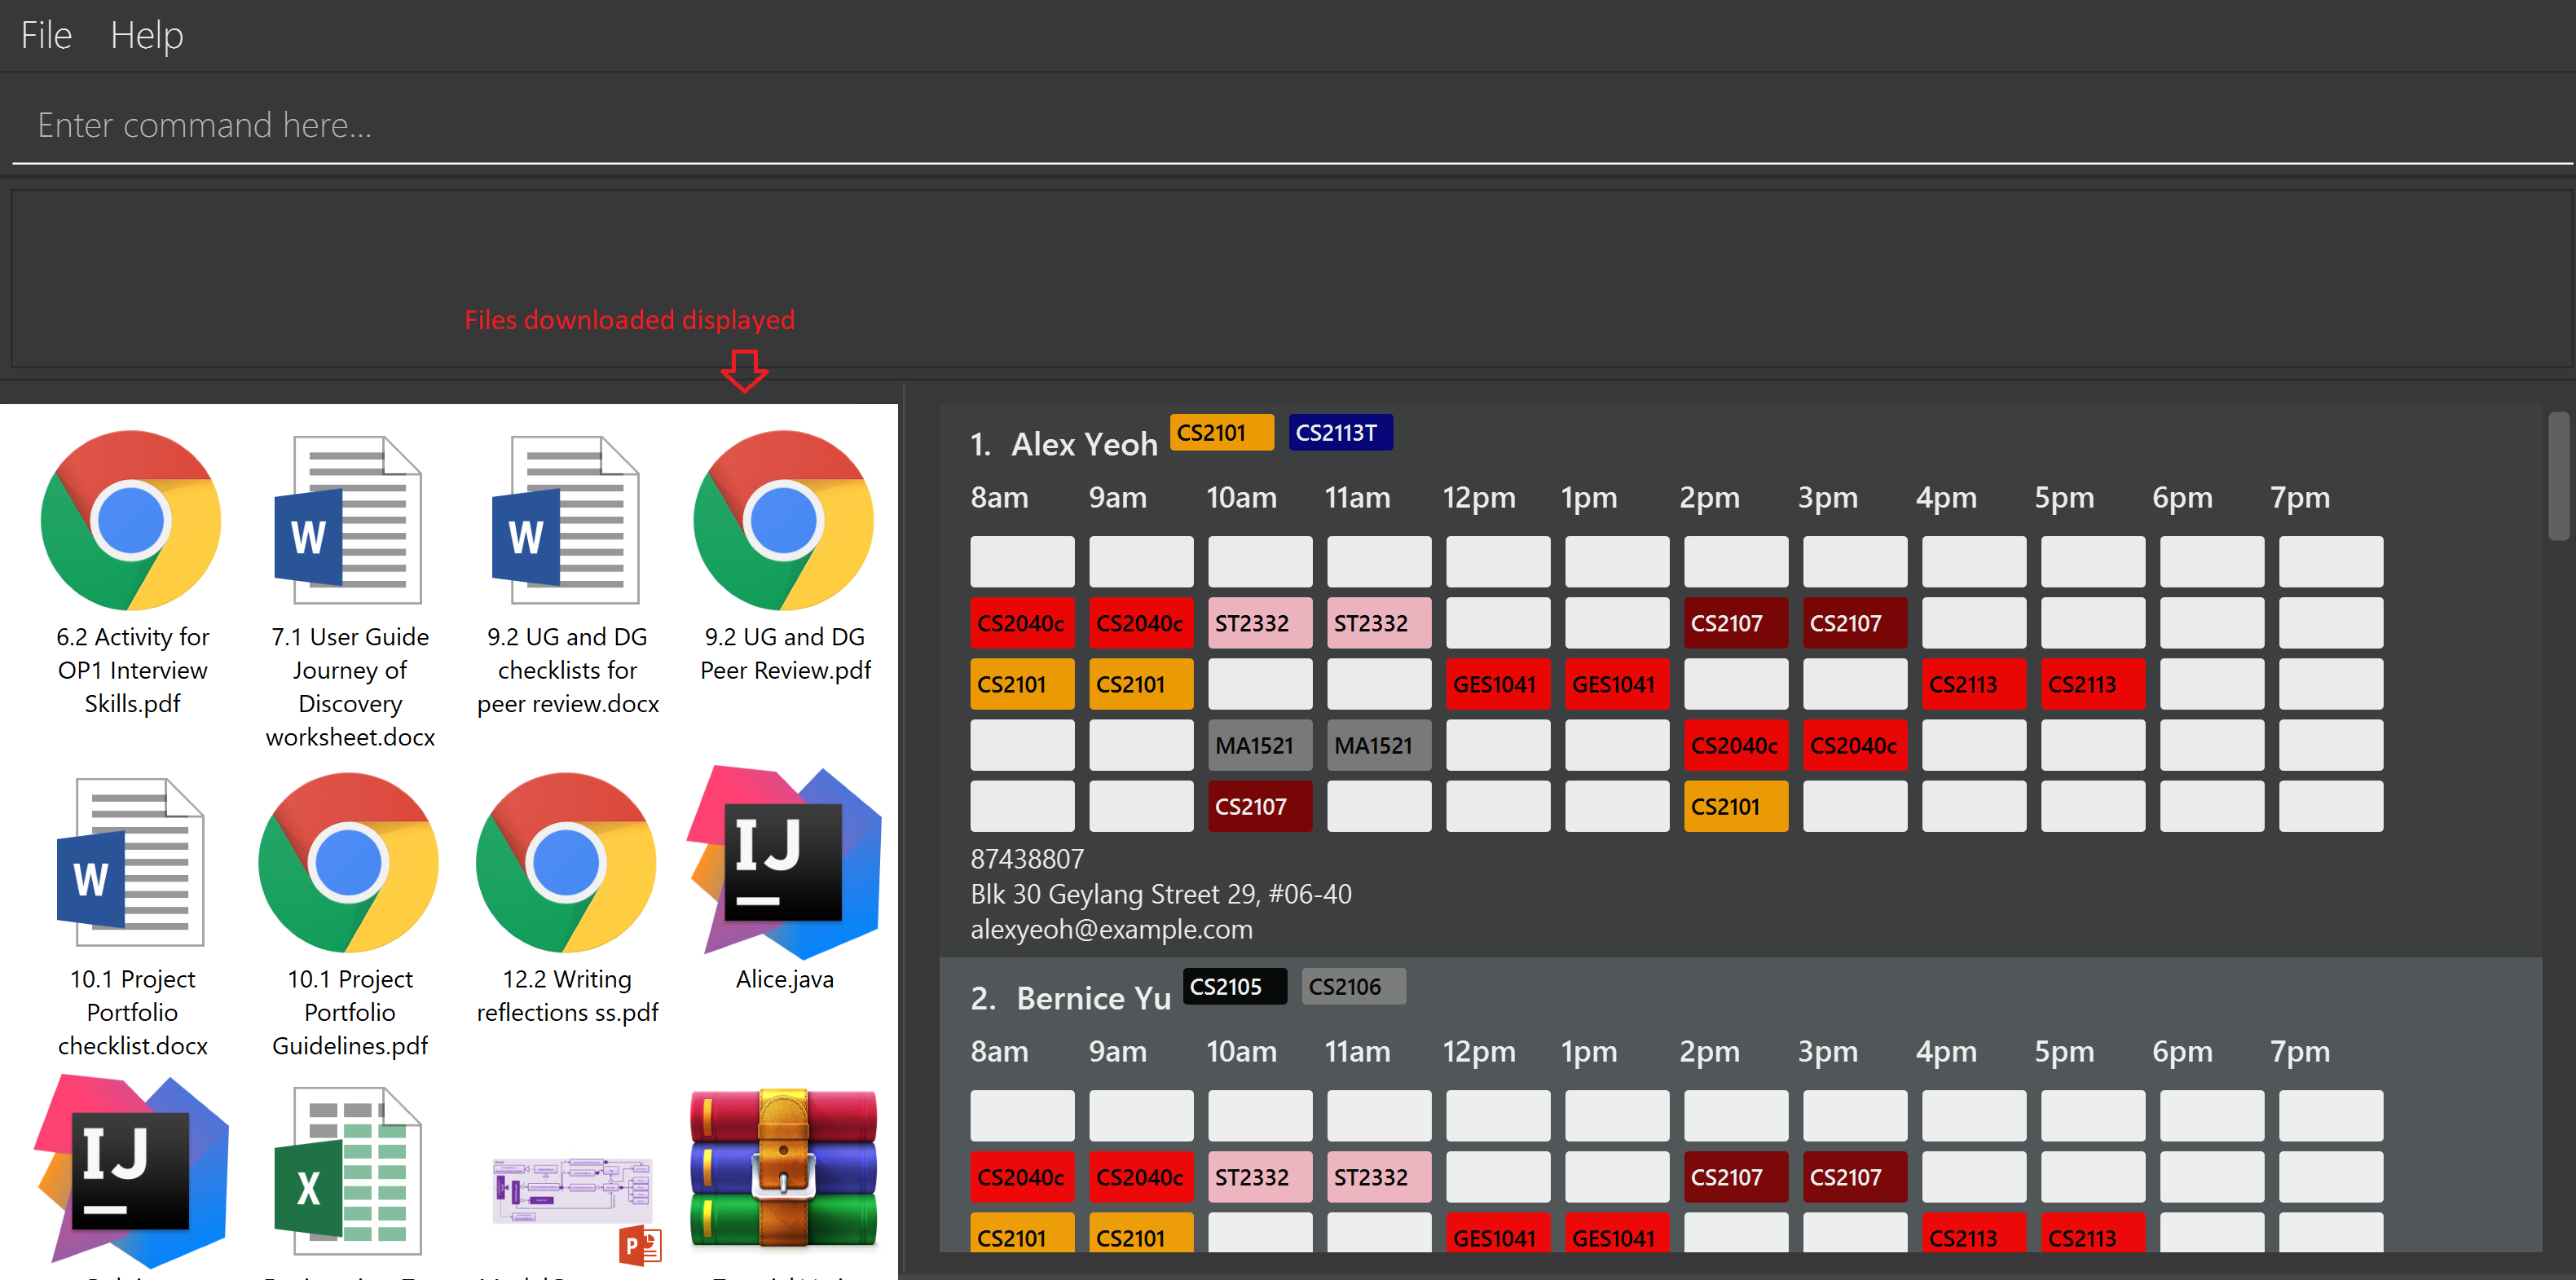 File Help
Enter command here...
Files downloaded displayed
6.2 Activity for
OP1 Interview
Skills.pdf
7.1 User Guide
Journey of
Discovery
worksheet.docx
9.2 UG and DG
checklists for
peer review.docx
9.2 UG and DG
Peer Review.pdf
10.1 Project
Portfolio
checklist.docx
10.1 Project
Portfolio
Guidelines.pdf
12.2 Writing
reflections ss.pdf
Alice.java
1. Alex Yeoh CS2101 CS2113T
8am 9am 10am 11am 12pm 1pm 2pm 3pm 4pm 5pm 6pm 7pm
CS2040c CS2040c ST2332 ST2332 CS2107 CS2107
CS2101 CS2101 GES1041 GES1041 CS2113 CS2113
MA1521 MA1521 CS2040c CS2040c
CS2107 CS2101
87438807
Blk 30 Geylang Street 29, #06-40
alexyeoh@example.com
2. Bernice Yu CS2105 CS2106
8am 9am 10am 11am 12pm 1pm 2pm 3pm 4pm 5pm 6pm 7pm
CS2040c CS2040c ST2332 ST2332 CS2107 CS2107
CS2101 CS2101 GES1041 GES1041 CS2113 CS2113